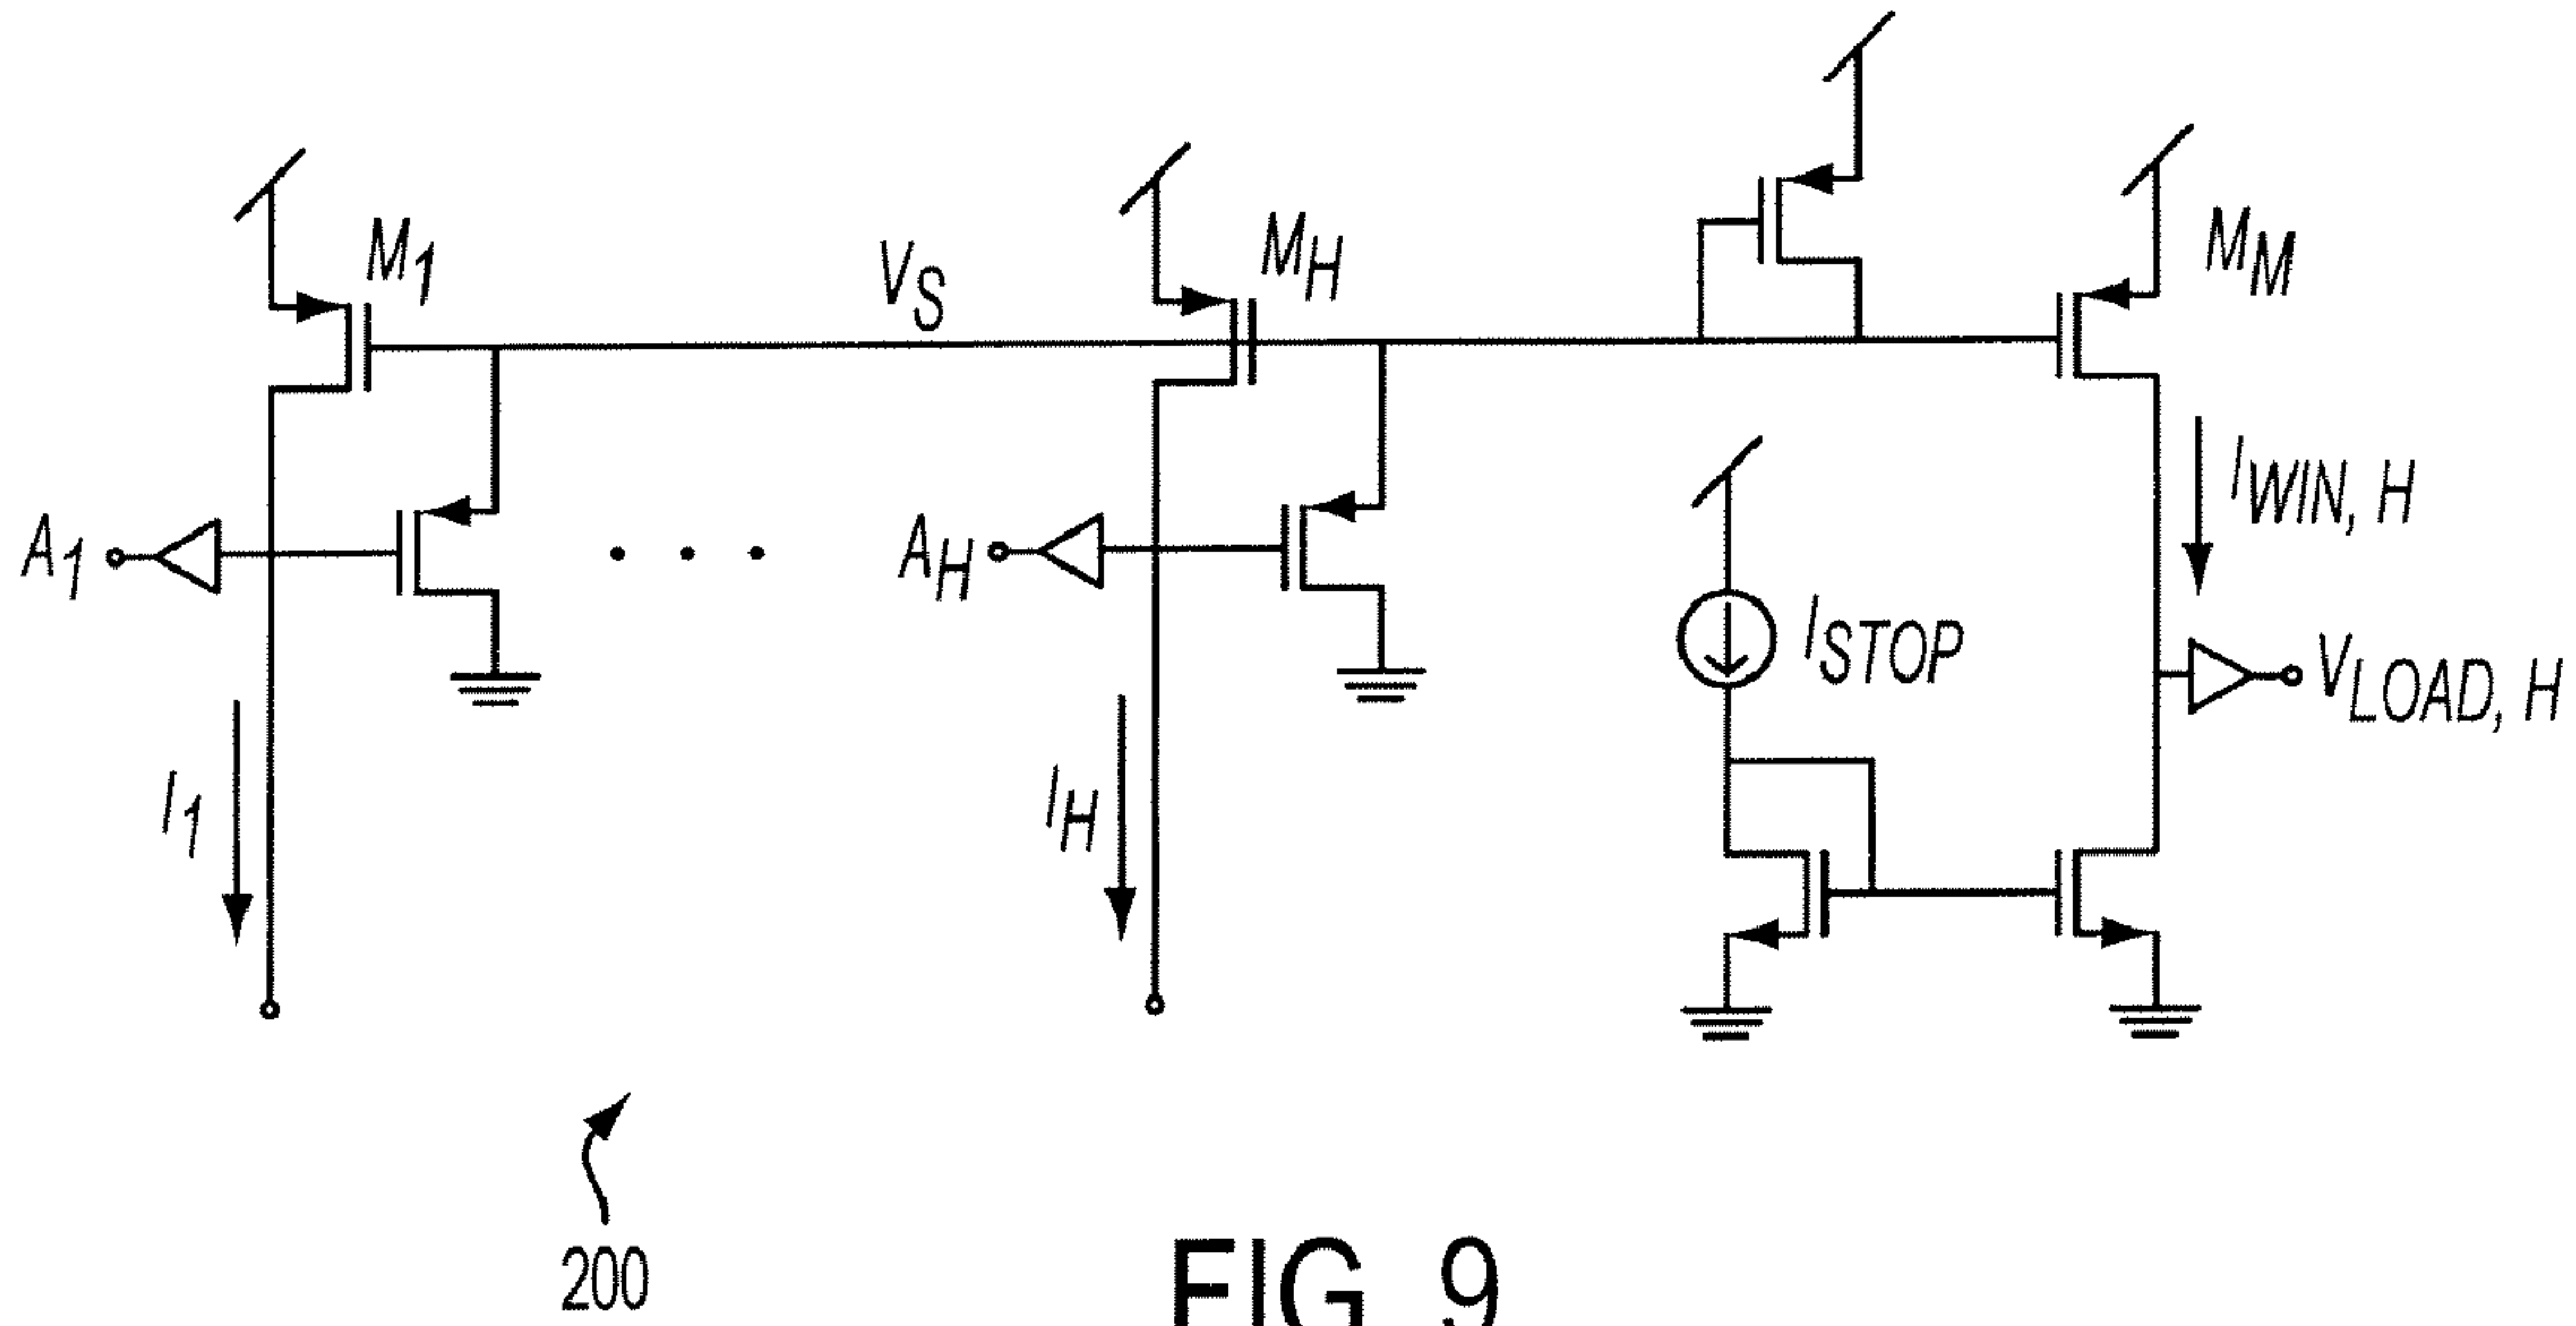 M1
VS
MH
MM
A1
AH
IWIN, H
ISTOP
VLOAD, H
I1
IH
200
FIG. 9